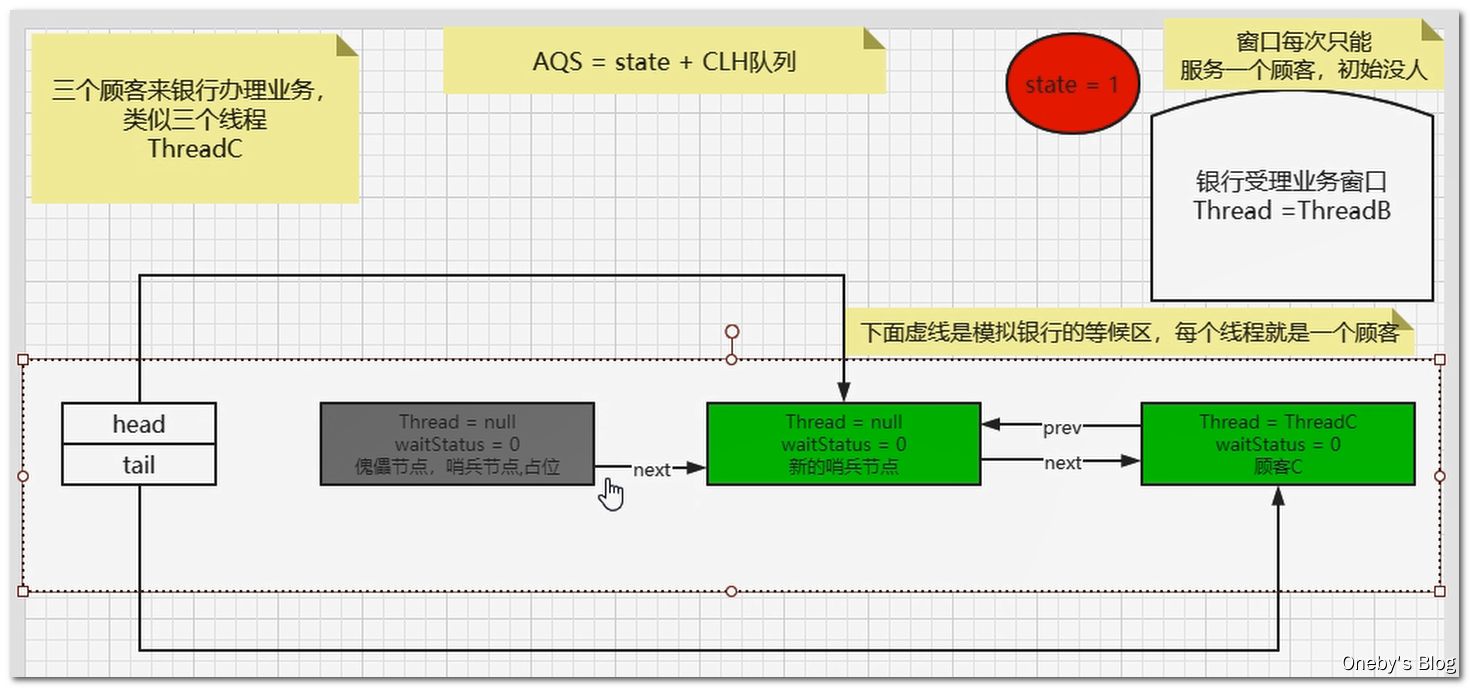 三个顾客来银行办理业务，
类似三个线程
ThreadC
AQS = state + CLH队列
state = 1
窗口每次只能
服务一个顾客，初始没人
银行受理业务窗口
Thread =ThreadB
下面虚线是模拟银行的等候区，每个线程就是一个顾客
head
tail
Thread = null
waitStatus = 0
傀儡节点，哨兵节点,占位
next
Thread = null
waitStatus = 0
新的哨兵节点
prev
next
Thread = ThreadC
waitStatus = 0
顾客C
Oneby's Blog